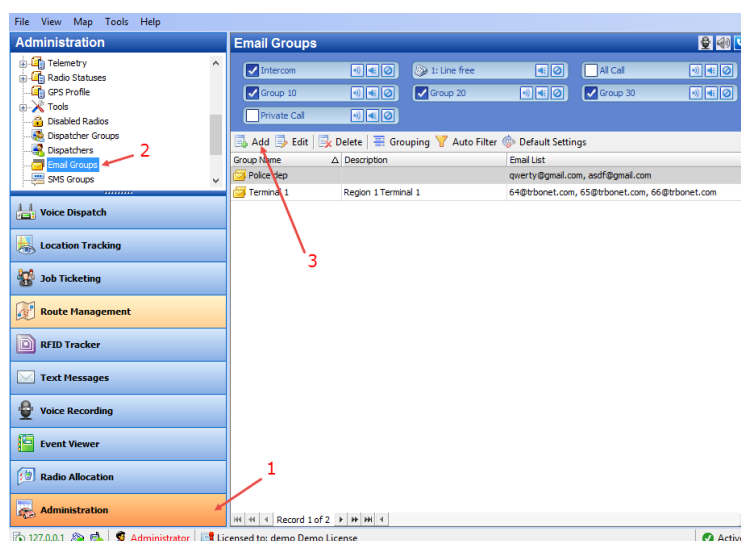 File View Map Tools Help
Administration
Email Groups
Telemetry
Radio Statuses
GPS Profile
Tools
Disabled Radios
Dispatcher Groups
Dispatchers
Email Groups
SMS Groups
2
Intercom
1: Line free
All Call
Group 10
Group 20
Group 30
Private Call
Add Edit Delete Grouping Auto Filter Default Settings
Group Name Description Email List
Police dep qwerty@gmail.com, asdf@gmail.com
Terminal 1 Region 1 Terminal 1 64@trbonet.com, 65@trbonet.com, 66@trbonet.com
3
Voice Dispatch
Location Tracking
Job Ticketing
Route Management
RFID Tracker
Text Messages
Voice Recording
Event Viewer
Radio Allocation
Administration
1
Record 1 of 2
127.0.0.1 Administrator Licensed to: demo Demo License Active